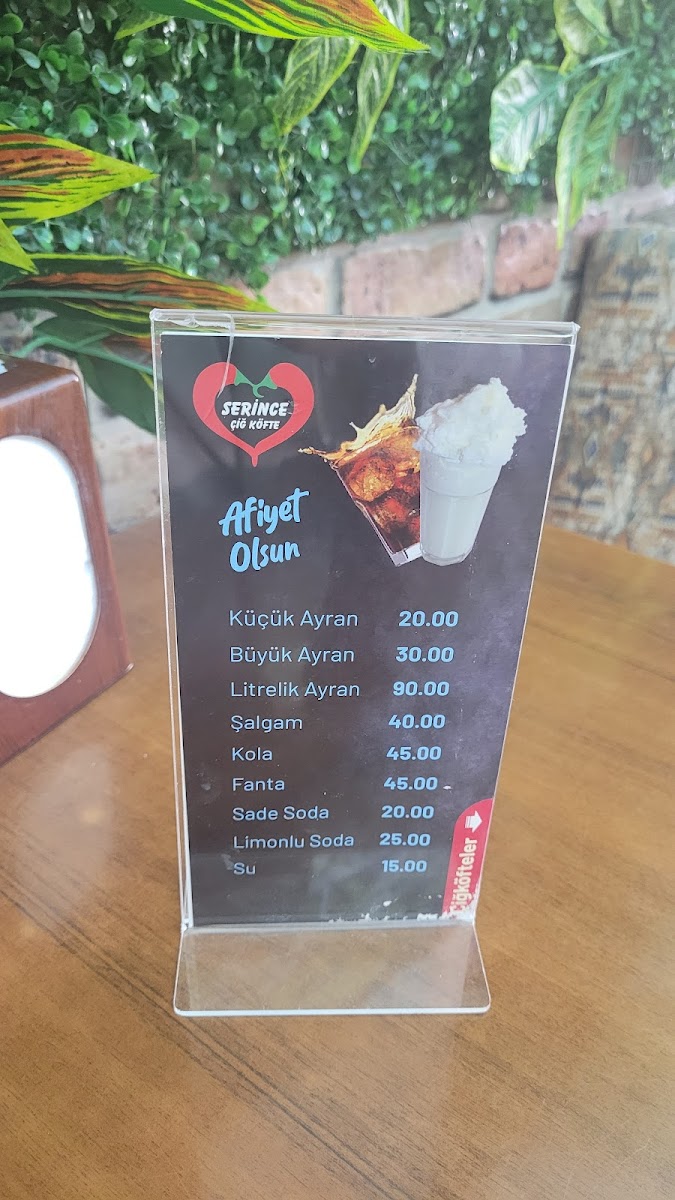 SERİNCE
ÇİĞ KÖFTE
Afiyet
Olsun
Küçük Ayran 20.00
Büyük Ayran 30.00
Litrelik Ayran 90.00
Şalgam 40.00
Kola 45.00
Fanta 45.00
Sade Soda 20.00
Limonlu Soda 25.00
Su 15.00
Çiğköfteler